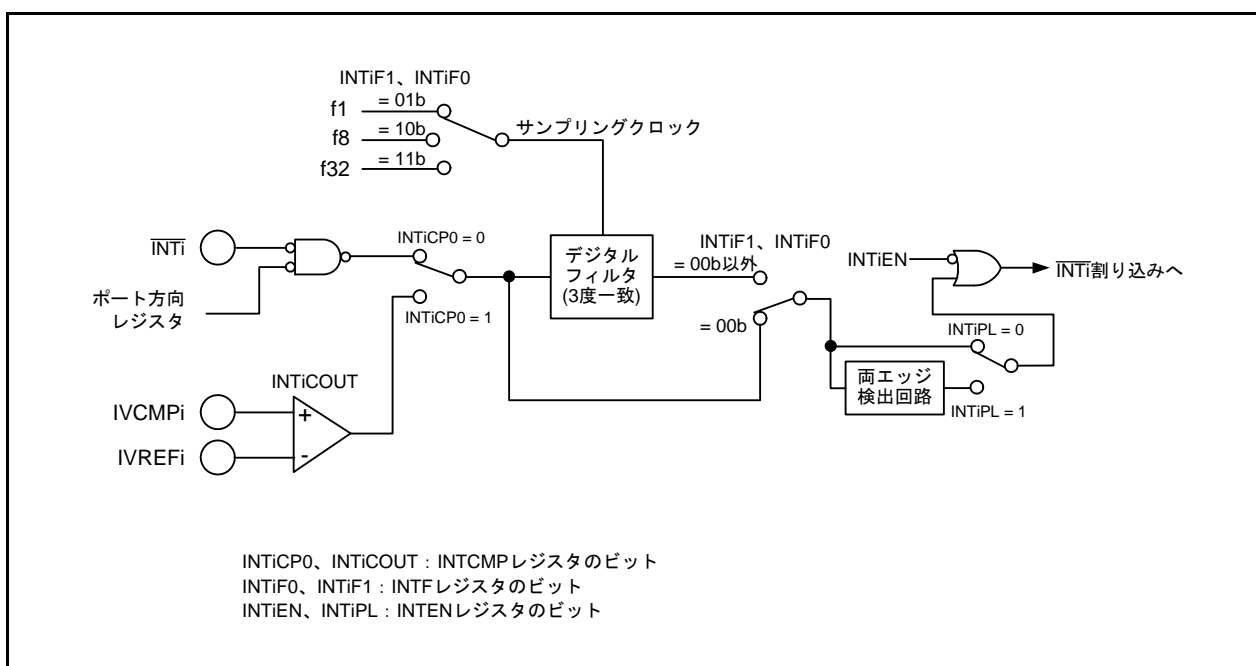 INTiF1、INTiF0
f1
= 01b
f8
= 10b
f32
= 11b
サンプリングクロック
INTi
ポート方向
レジスタ
INTiCP0 = 0
INTiCP0 = 1
デジタル
フィルタ
(3度一致)
INTiF1、INTiF0
= 00b以外
= 00b
INTiEN
INTi割り込みへ
INTiPL = 0
両エッジ
検出回路
INTiPL = 1
INTiCOUT
IVCMPi
+
IVREFi
-
INTiCP0、INTiCOUT : INTCMPレジスタのビット
INTiF0、INTiF1 : INTFレジスタのビット
INTiEN、INTiPL : INTENレジスタのビット